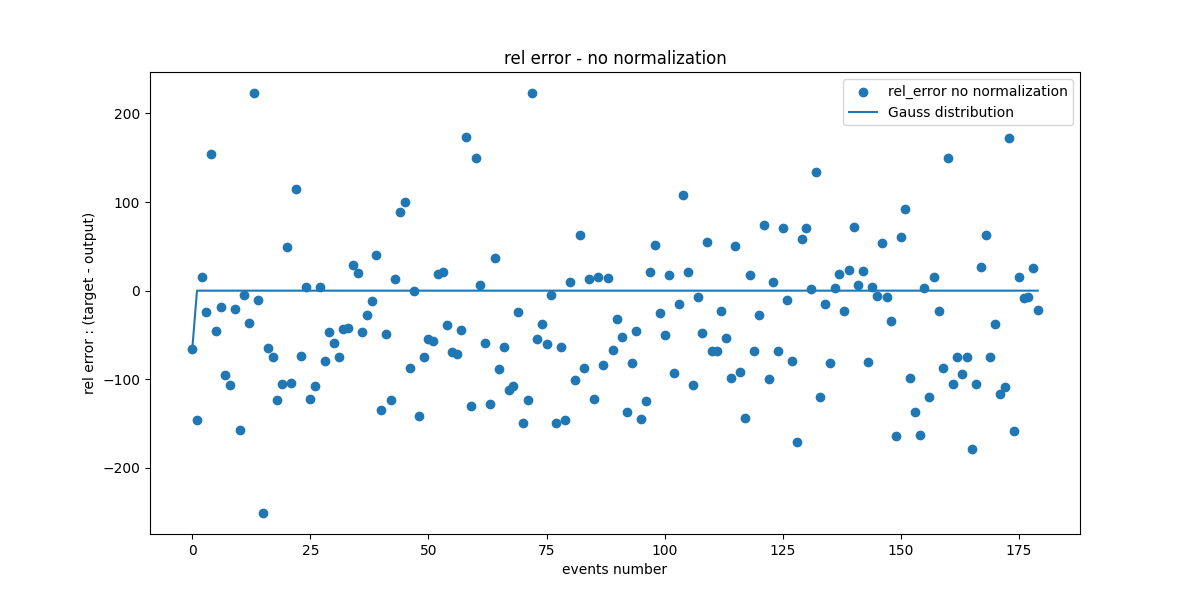 rel error - no normalization
rel_error no normalization
Gauss distribution
rel error : (target - output)
200
100
0
−100
−200
0
25
50
75
100
125
150
175
events number